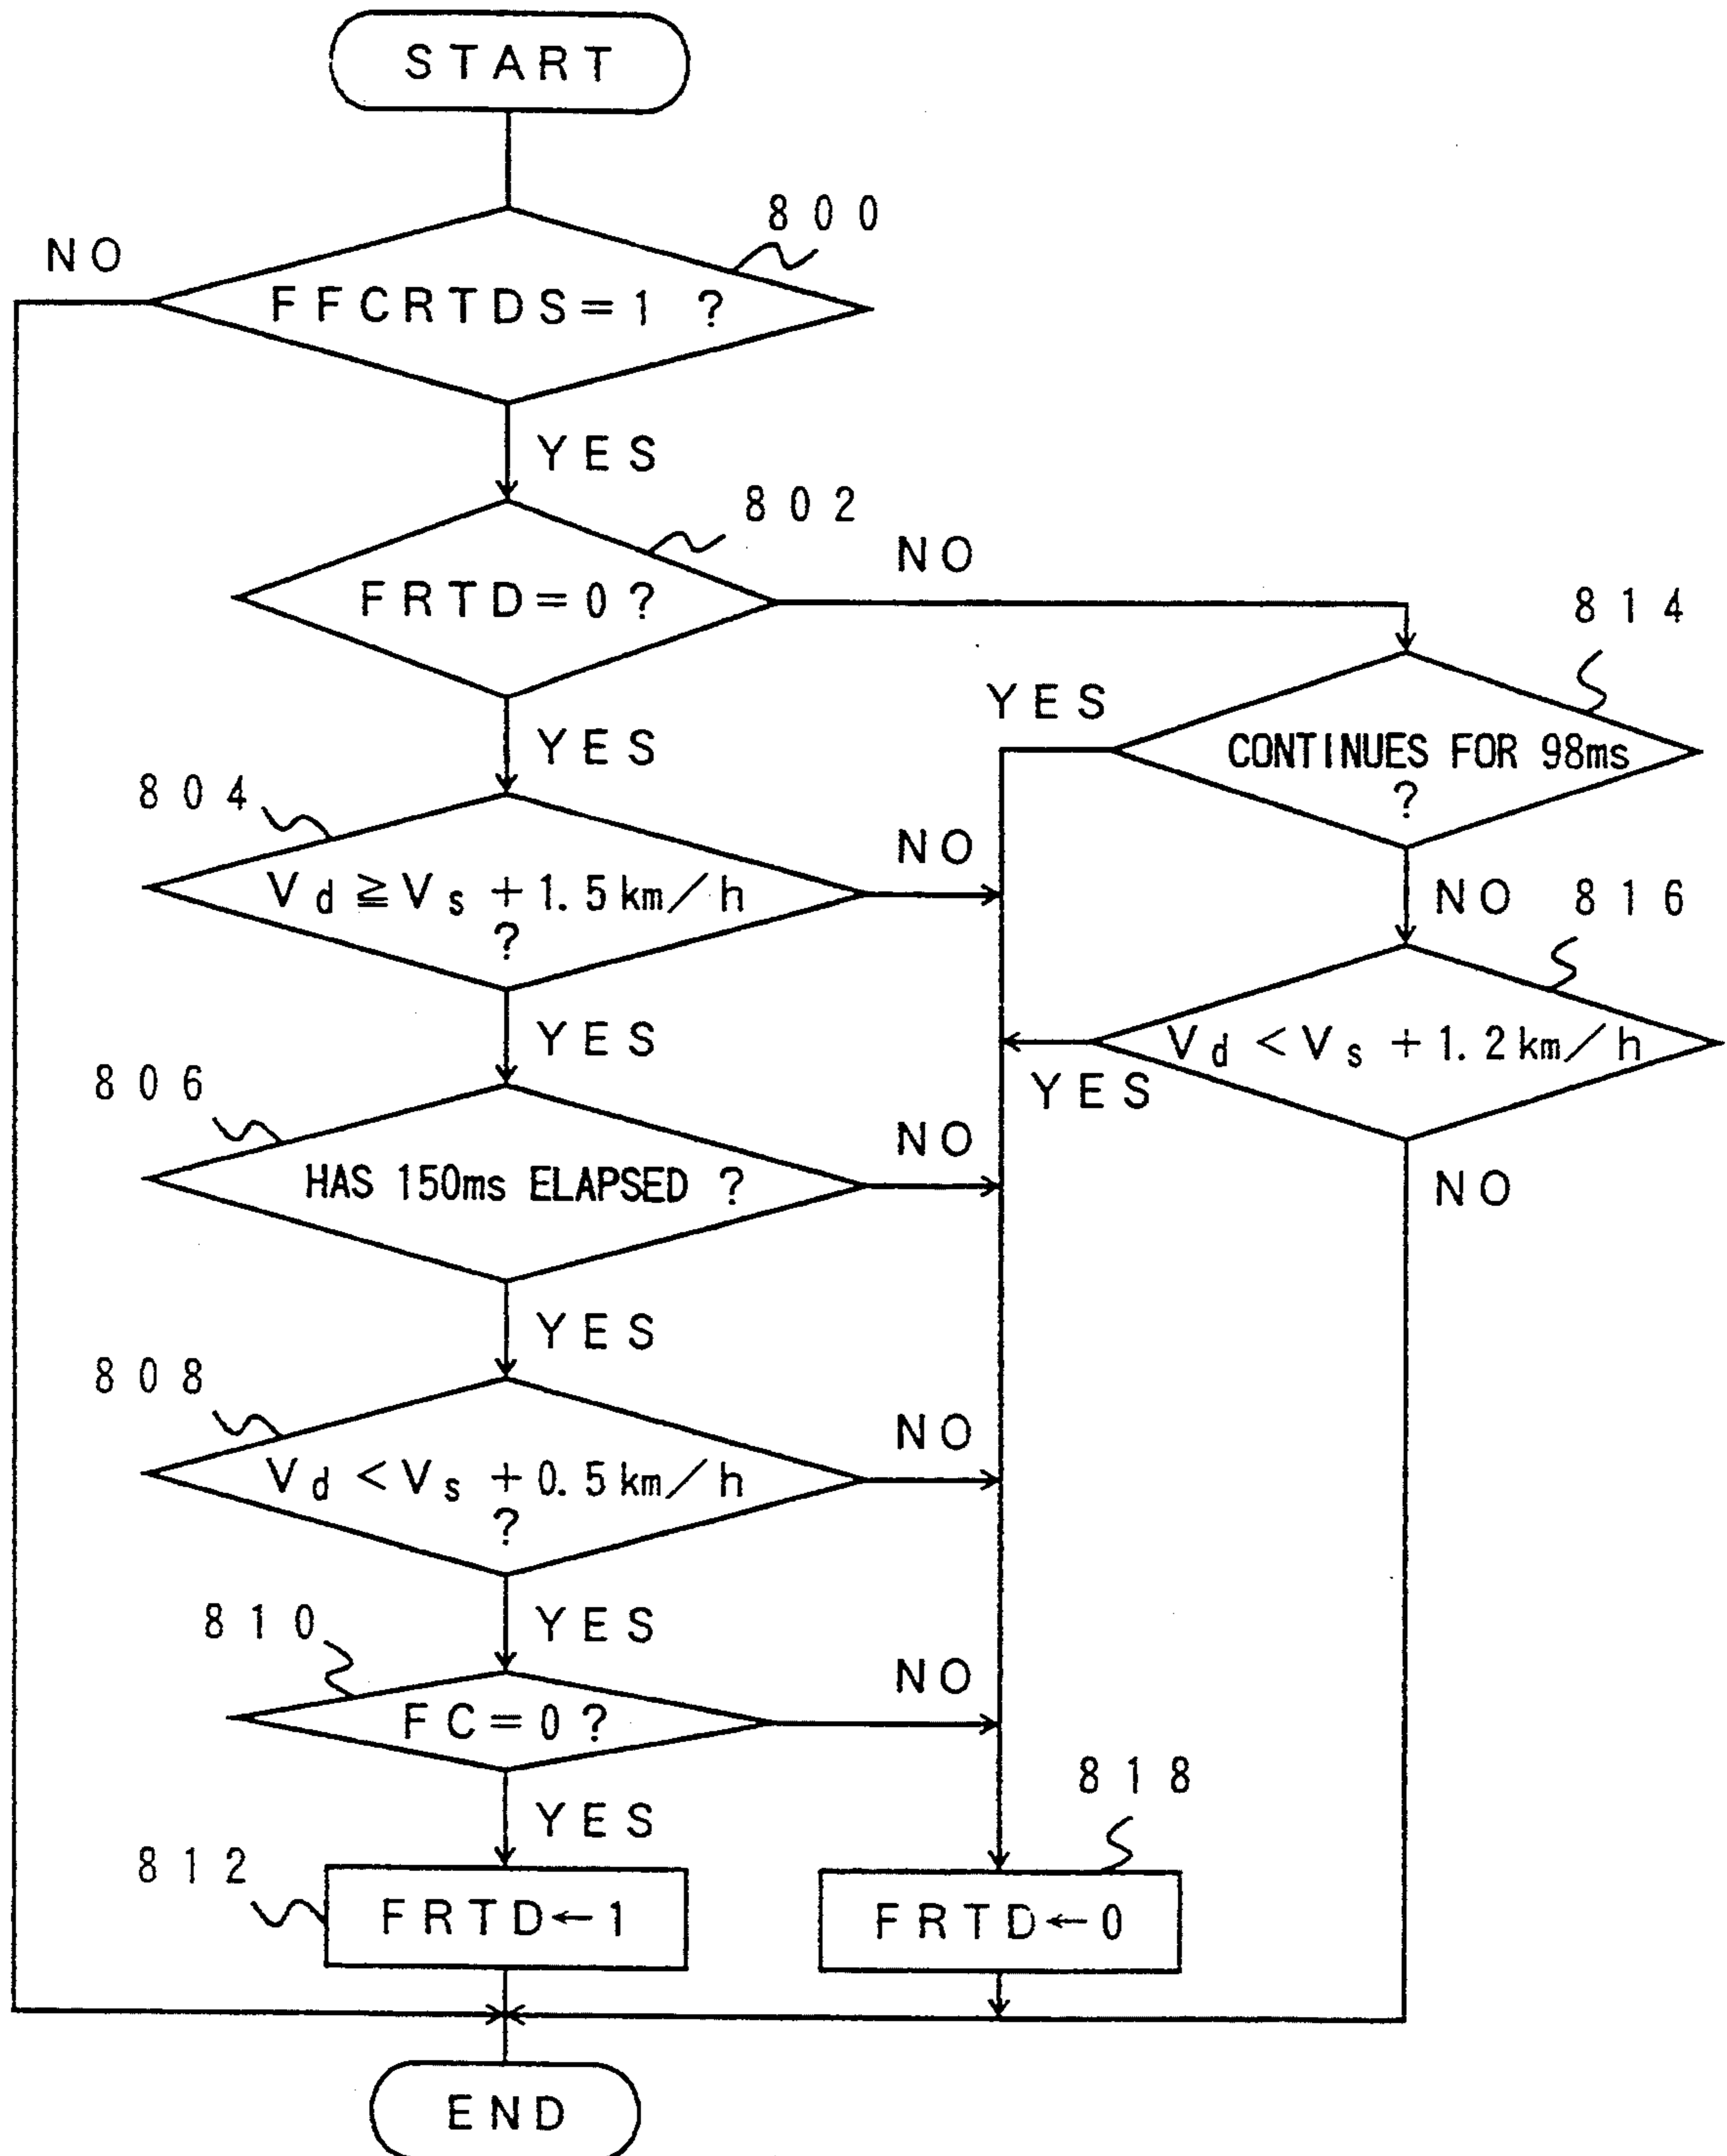 START
800
NO
FFCRTDS=1 ?
YES
802
FRTD=0?
NO
814
YES
YES
CONTINUES FOR 98ms
?
804
NO
Vd ≧ Vs + 1.5 km/h
?
NO
816
YES
Vd < Vs + 1.2 km/h
YES
806
NO
HAS 150ms ELAPSED ?
NO
YES
808
NO
Vd < Vs + 0.5 km/h
?
YES
810
NO
FC=0?
YES
818
812
FRTD←1
FRTD←0
END